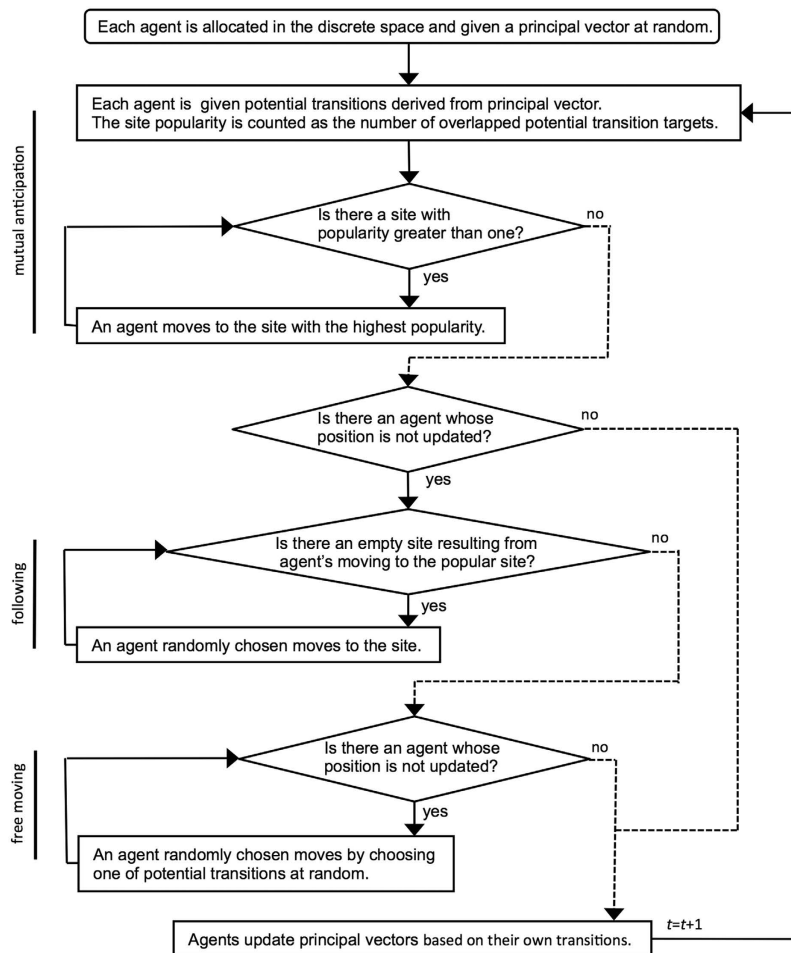 Each agent is allocated in the discrete space and given a principal vector at random.
Each agent is given potential transitions derived from principal vector.
The site popularity is counted as the number of overlapped potential transition targets.
mutual anticipation
Is there a site with
popularity greater than one?
no
yes
An agent moves to the site with the highest popularity.
Is there an agent whose
position is not updated?
no
yes
following
Is there an empty site resulting from
agent's moving to the popular site?
no
yes
An agent randomly chosen moves to the site.
free moving
Is there an agent whose
position is not updated?
no
yes
An agent randomly chosen moves by choosing
one of potential transitions at random.
t=t+1
Agents update principal vectors based on their own transitions.